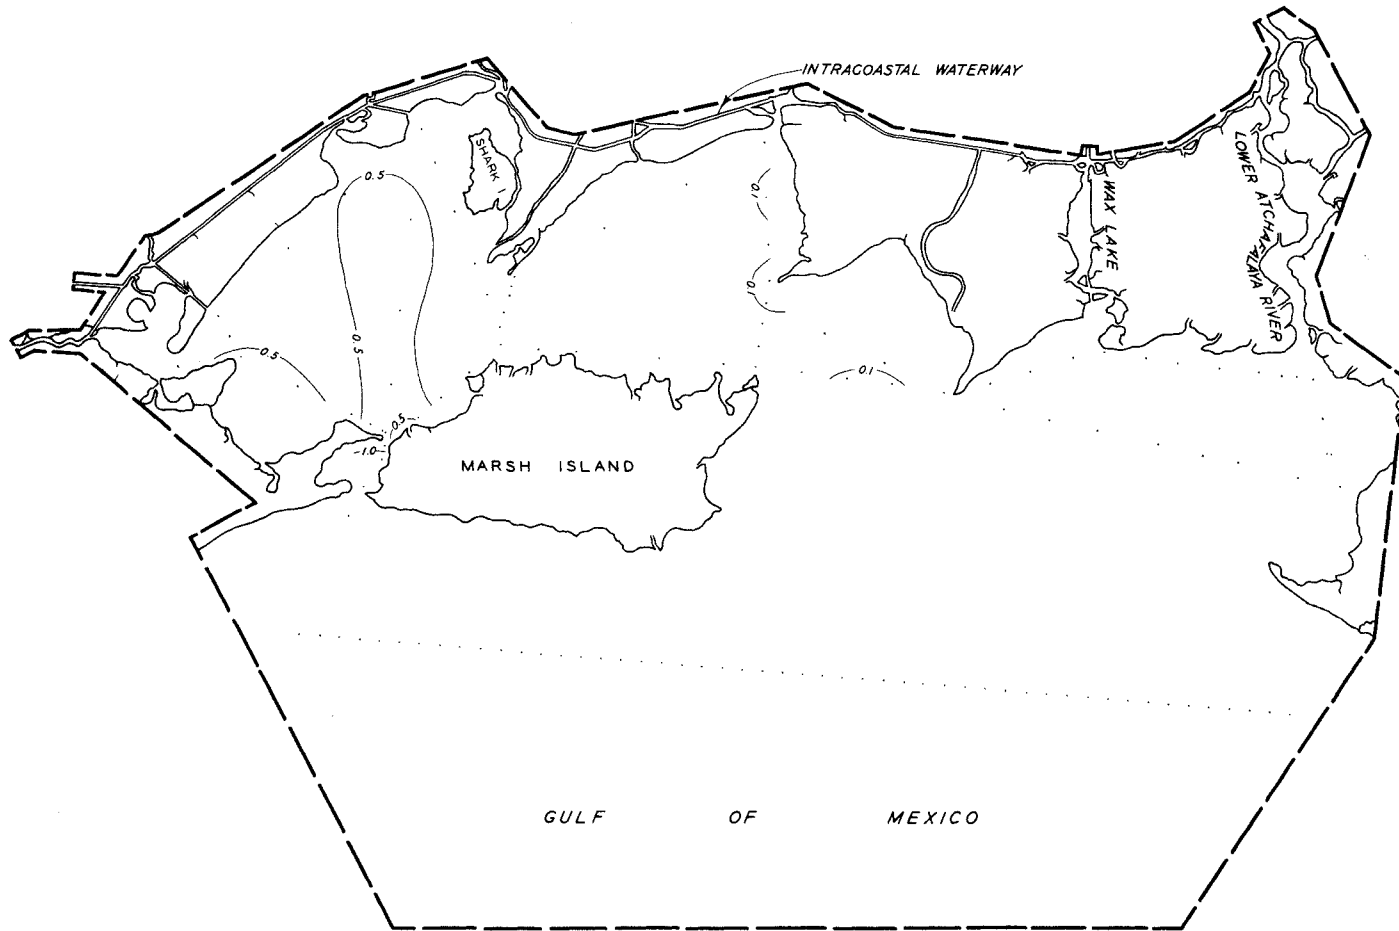 INTRACOASTAL WATERWAY
SHARK I
0.5
0.1
LOWER ATCHAFALAYA RIVER
WAX LAKE
0.1
0.5
0.5
0.1
0.5
1.0
MARSH ISLAND
GULF OF MEXICO